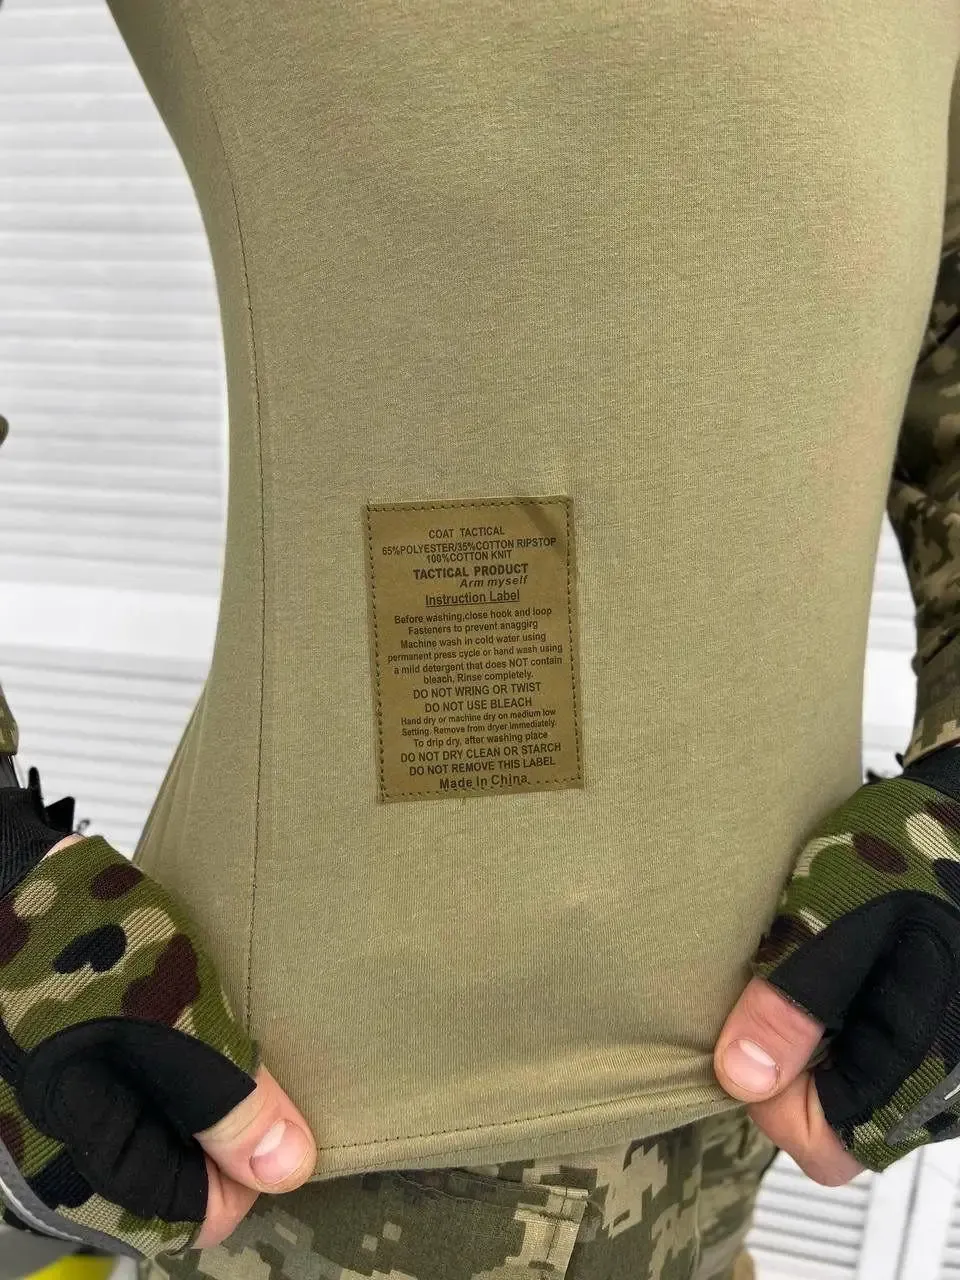 COAT TACTICAL
65%POLYESTER/35%COTTON RIPSTOP
100%COTTON KNIT
TACTICAL PRODUCT
Arm myself
Instruction Label
Before washing,close hook and loop
Fasteners to prevent anaggirg
Machine wash in cold water using
permanent press cycle or hand wash using
a mild detergent that does NOT contain
bleach. Rinse completely.
DO NOT WRING OR TWIST
DO NOT USE BLEACH
Hand dry or machine dry on medium low
Setting. Remove from dryer immediately.
To drip dry, after washing place
DO NOT DRY CLEAN OR STARCH
DO NOT REMOVE THIS LABEL
Made In China